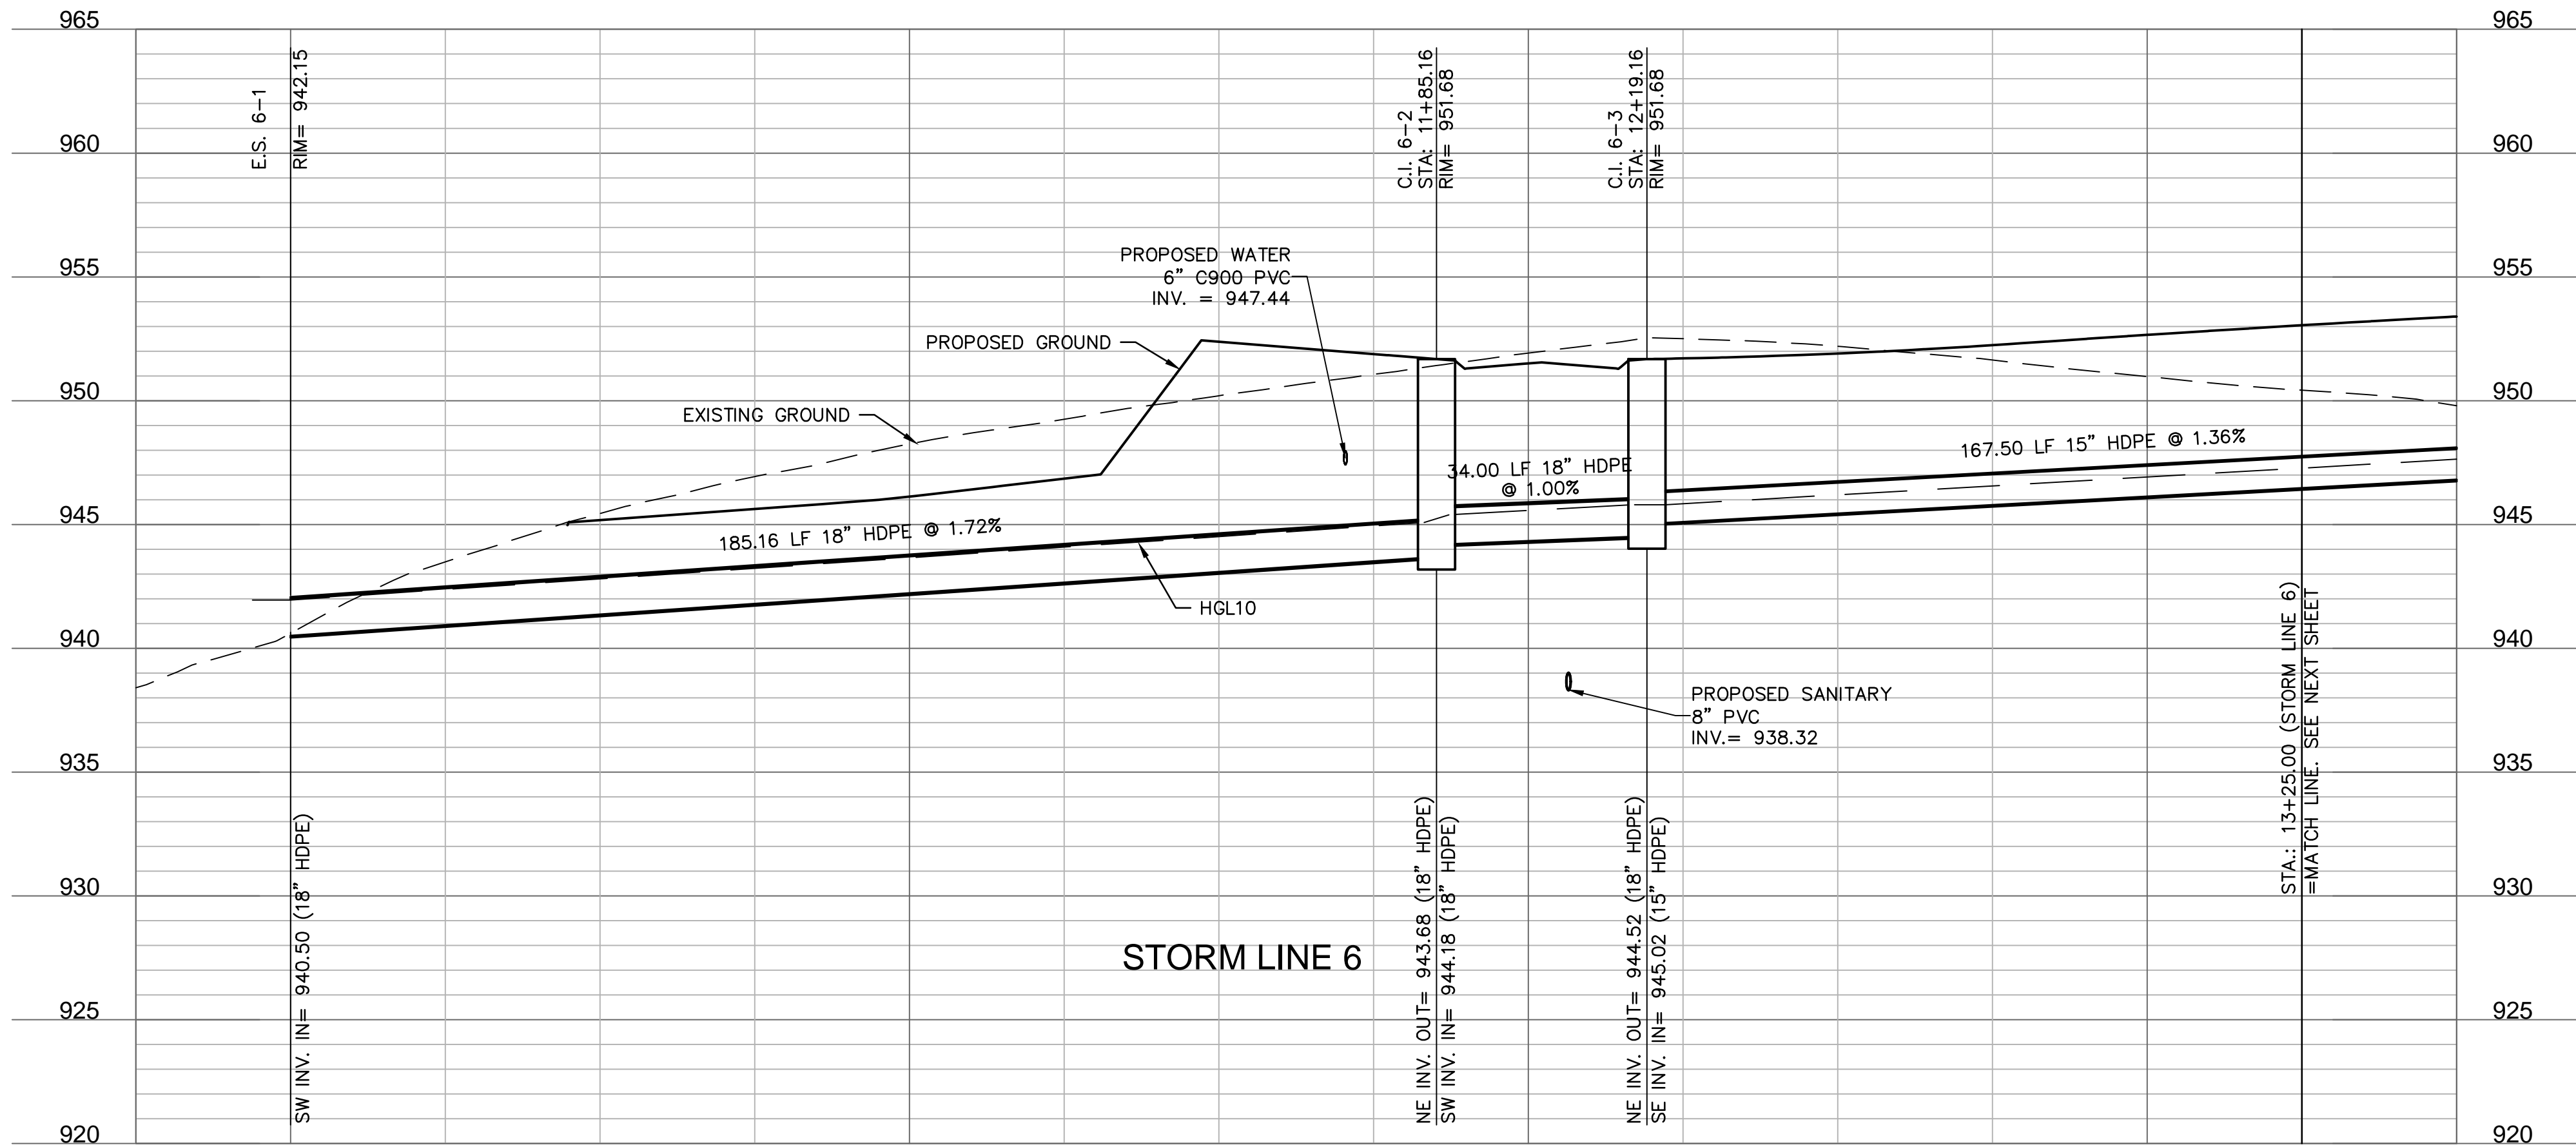 965
965
960
960
955
955
950
950
945
945
940
940
935
935
930
930
925
925
920
920
E.S. 6-1
RIM= 942.15
C.I. 6-2
STA: 11+85.16
RIM= 951.68
C.I. 6-3
STA: 12+19.16
RIM= 951.68
PROPOSED WATER
6" C900 PVC
INV. = 947.44
PROPOSED GROUND
EXISTING GROUND
185.16 LF 18" HDPE @ 1.72%
34.00 LF 18" HDPE
@ 1.00%
167.50 LF 15" HDPE @ 1.36%
HGL10
PROPOSED SANITARY
8" PVC
INV.= 938.32
STA.: 13+25.00 (STORM LINE 6)
=MATCH LINE. SEE NEXT SHEET
SW INV. IN= 940.50 (18" HDPE)
NE INV. OUT= 943.68 (18" HDPE)
SW INV. IN= 944.18 (18" HDPE)
NE INV. OUT= 944.52 (18" HDPE)
SE INV. IN= 945.02 (15" HDPE)
STORM LINE 6